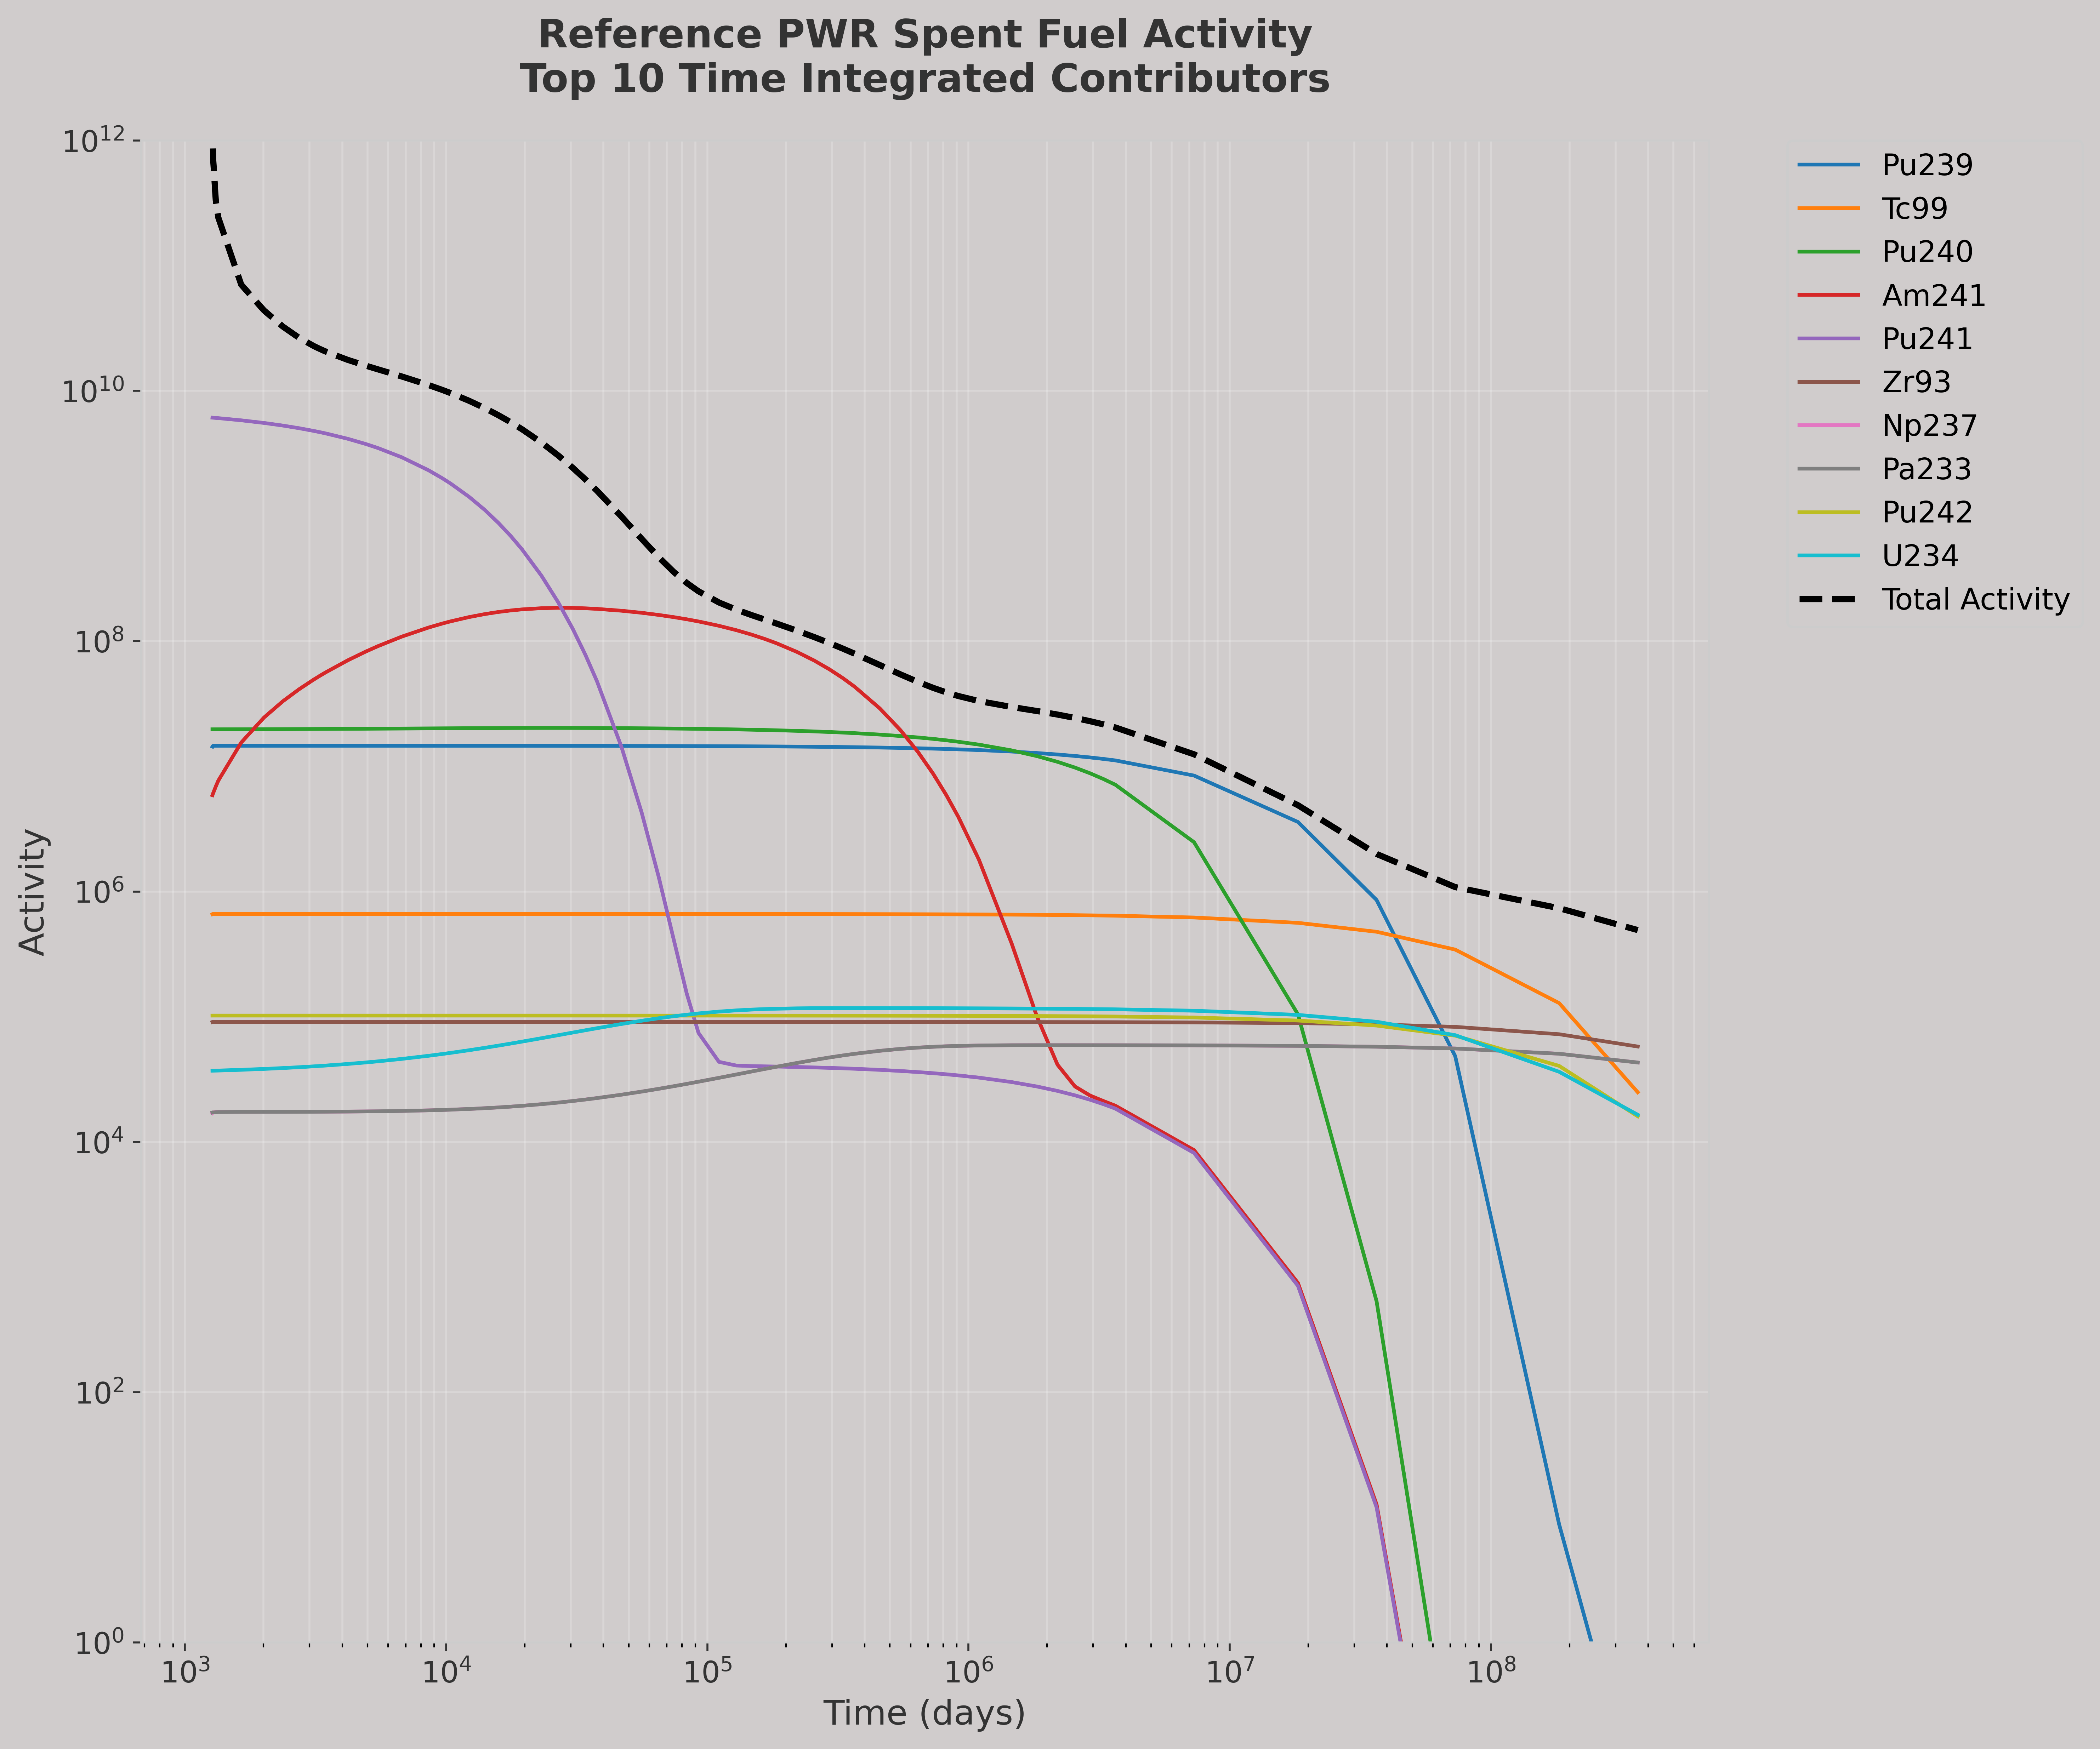 Reference PWR Spent Fuel Activity
Top 10 Time Integrated Contributors
10^12
10^10
10^8
10^6
10^4
10^2
10^0
Activity
10^3 10^4 10^5 10^6 10^7 10^8
Time (days)
Pu239
Tc99
Pu240
Am241
Pu241
Zr93
Np237
Pa233
Pu242
U234
Total Activity